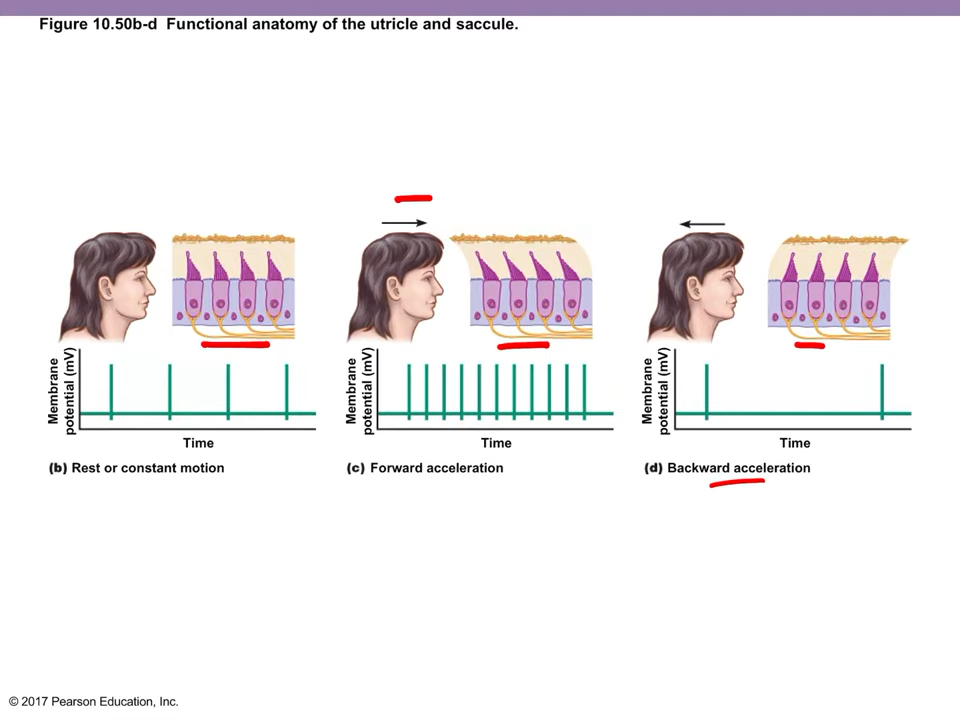 Figure 10.50b-d Functional anatomy of the utricle and saccule.
Membrane
potential (mV)
Time
(b) Rest or constant motion
Membrane
potential (mV)
Time
(c) Forward acceleration
Membrane
potential (mV)
Time
(d) Backward acceleration
© 2017 Pearson Education, Inc.